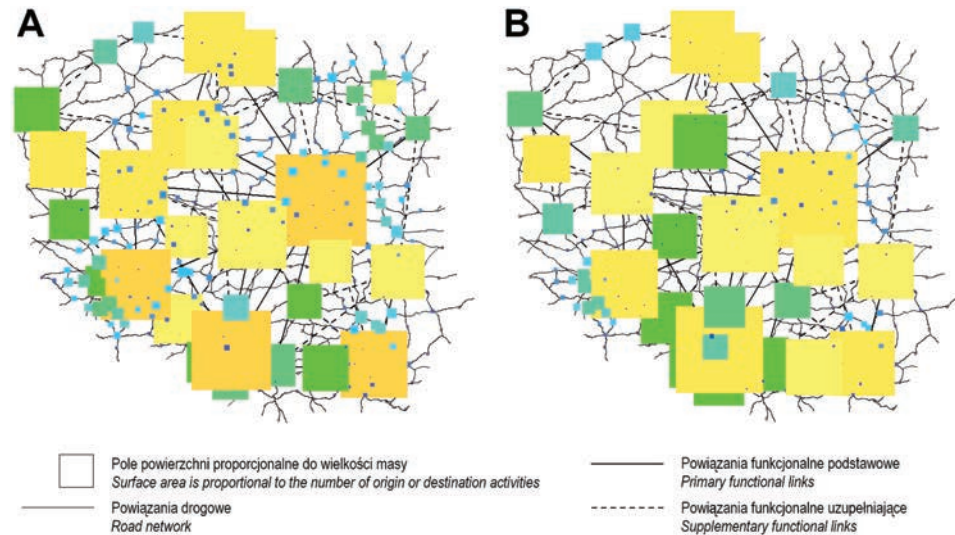 A
B
Pole powierzchni proporcjonalne do wielkości masy
Surface area is proportional to the number of origin or destination activities
Powiązania drogowe
Road network
Powiązania funkcjonalne podstawowe
Primary functional links
Powiązania funkcjonalne uzupełniające
Supplementary functional links